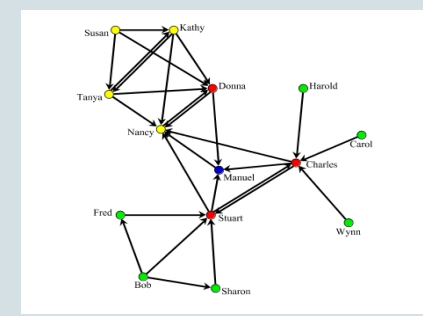 Susan
Kathy
Tanya
Donna
Harold
Nancy
Carol
Charles
Manuel
Fred
Stuart
Wynn
Bob
Sharon